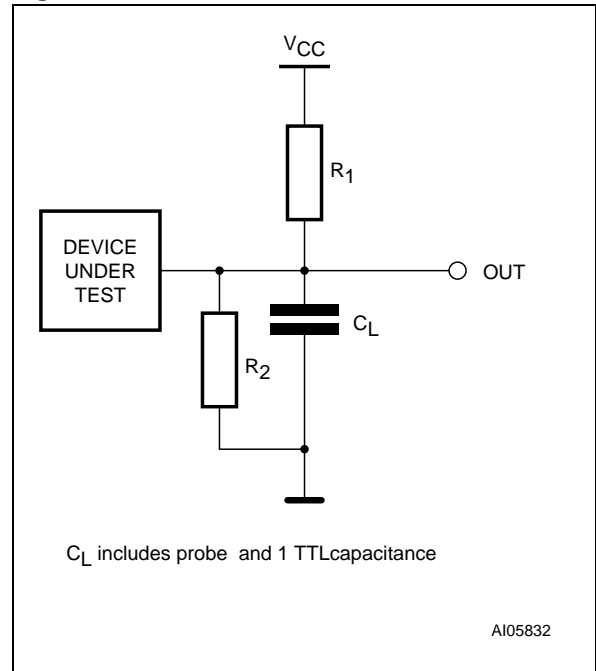 VCC
R1
DEVICE
UNDER
TEST
OUT
CL
R2
CL includes probe and 1 TTLcapacitance
AI05832